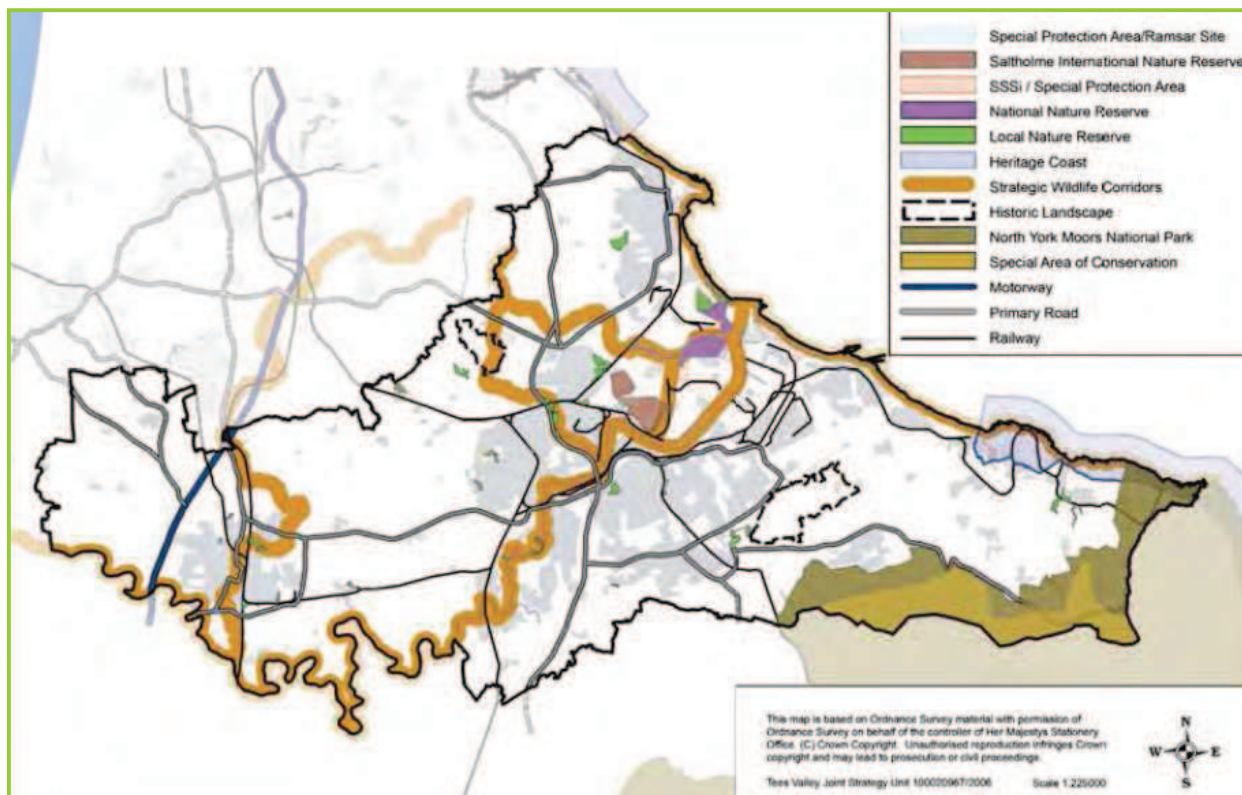 Special Protection Area/Ramsar Site
Saltholme International Nature Reserve
SSSi / Special Protection Area
National Nature Reserve
Local Nature Reserve
Heritage Coast
Strategic Wildlife Corridors
Historic Landscape
North York Moors National Park
Special Area of Conservation
Motorway
Primary Road
Railway
This map is based on Ordnance Survey material with permission of
Ordnance Survey on behalf of the controller of Her Majestys Stationery
Office. (C) Crown Copyright. Unauthorised reproduction infringes Crown
copyright and may lead to prosecution or civil proceedings.
Tees Valley Joint Strategy Unit 100020967/2006 Scale 1:225000
N
W E
S